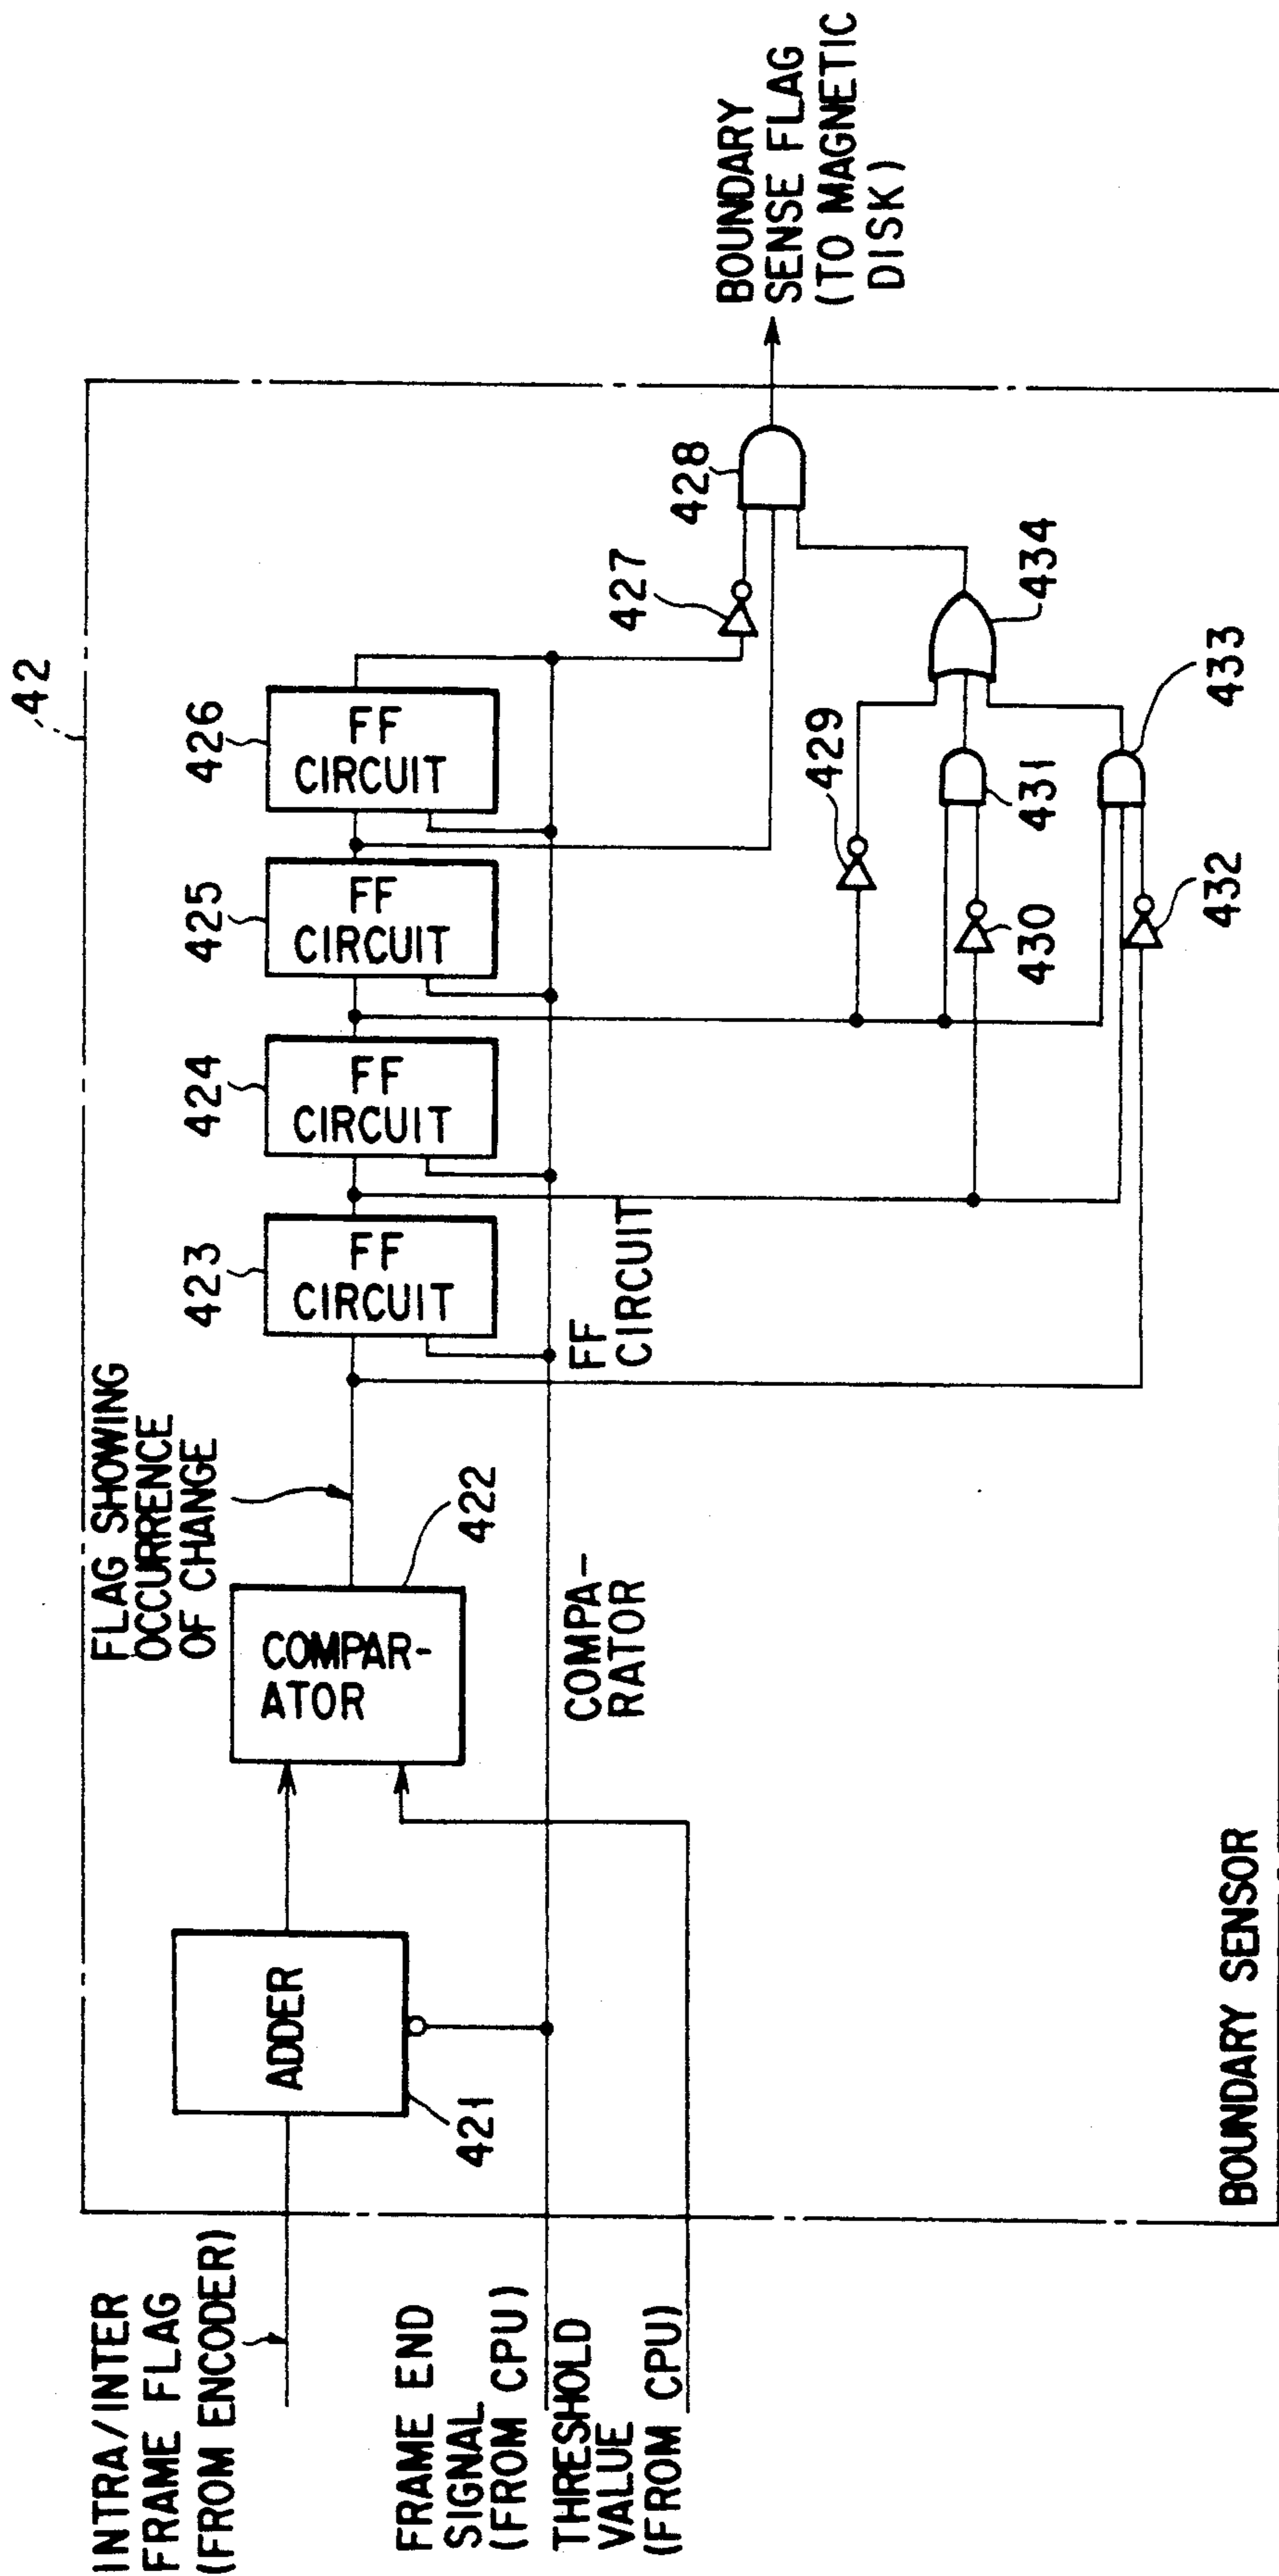 INTRA/INTER
FRAME FLAG
(FROM ENCODER)
FRAME END
SIGNAL
(FROM CPU)
THRESHOLD
VALUE
(FROM CPU)
ADDER
421
COMPAR-
ATOR
422
COMPA-
RATOR
FLAG SHOWING
OCCURRENCE
OF CHANGE
423
FF
CIRCUIT
FF
CIRCUIT
424
FF
CIRCUIT
425
FF
CIRCUIT
426
FF
CIRCUIT
42
427
428
429
430
431
432
433
434
BOUNDARY
SENSE FLAG
(TO MAGNETIC
DISK)
BOUNDARY SENSOR